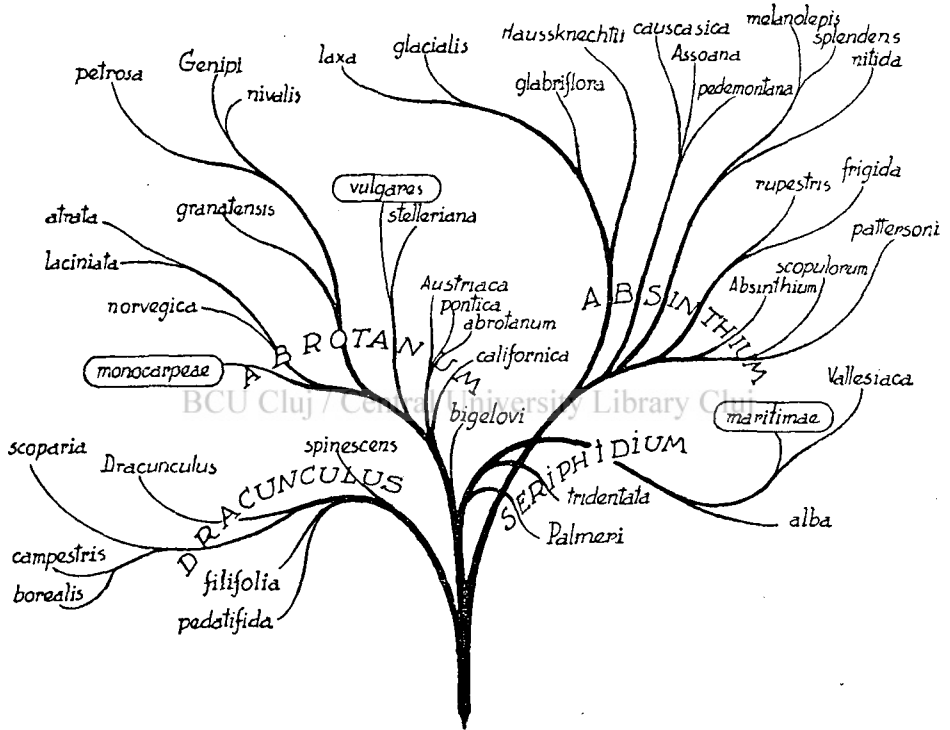 melanolepis
Haussknechtii
causcasica
splendens
glacialis
Assoana
nitida
laxa
Genipi
petrosa
nivalis
glabriflora
pedemontana
vulgares
rupestris
frigida
granatensis
stelleriana
atrata
pattersoni
laciniata
scopulorum
Austriaca
Absinthium
pontica
norvegica
abrotanum
ABSINTHIUM
ABROTANUM
californica
monocarpeae
Vallesiaca
BCU Cluj / Central University Library Cluj
bigelovi
maritimae
scoparia
spinescens
Dracunculus
SERIPHIDIUM
DRACUNCULUS
tridentata
alba
Palmeri
campestris
filifolia
borealis
pedatifida